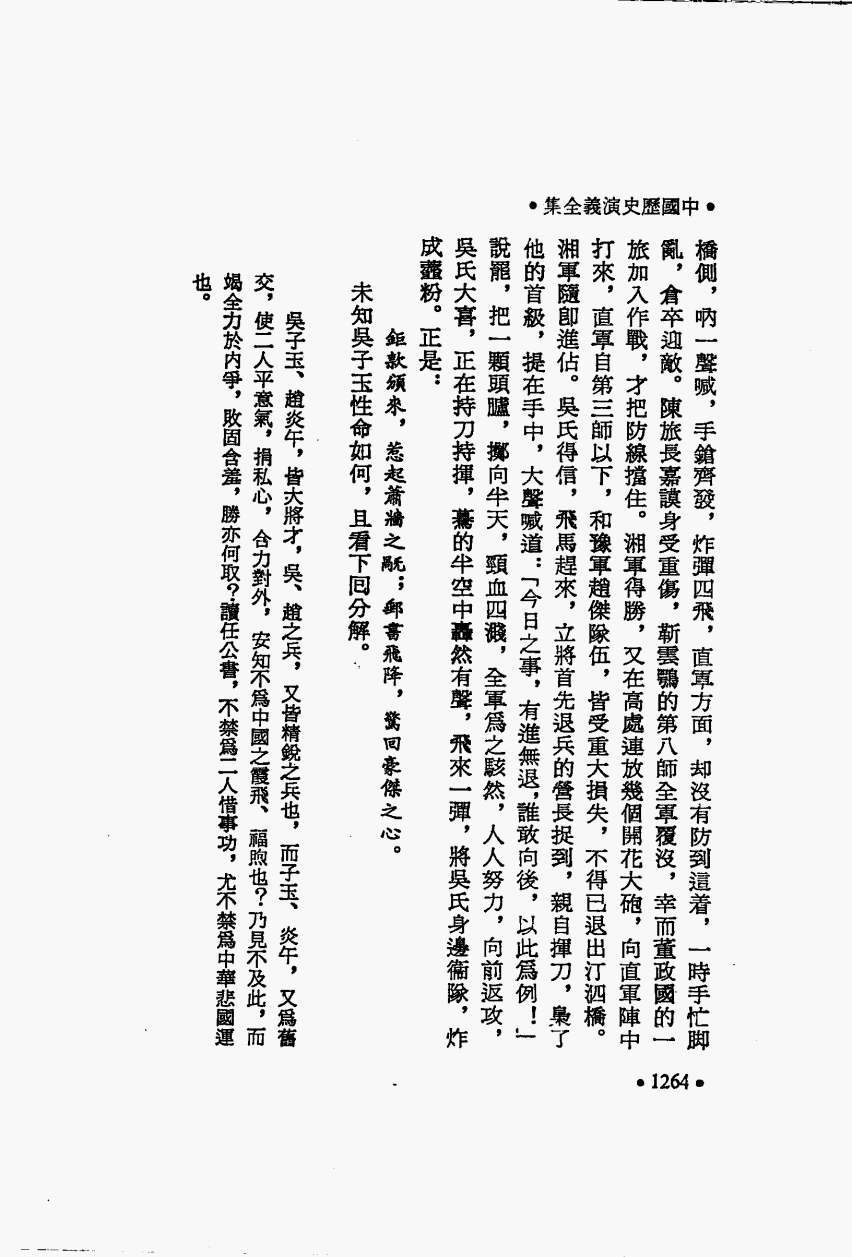 •中國歷史演義全集•
橋側，吶一聲喊，手鎗齊發，炸彈四飛，直軍方面，却沒有防到這着，一時手忙脚
亂，倉卒迎敵。陳旅長嘉謨身受重傷，靳雲鶚的第八師全軍覆沒，幸而董政國的一
旅加入作戰，才把防線擋住。湘軍得勝，又在高處連放幾個開花大砲，向直軍陣中
打來，直軍自第三師以下，和豫軍趙傑隊伍，皆受重大損失，不得已退出汀泗橋。
湘軍隨卽進佔。吳氏得信，飛馬趕來，立將首先退兵的營長捉到，親自揮刀，梟了
他的首級，提在手中，大聲喊道：「今日之事，有進無退，誰敢向後，以此爲例！」
說罷，把一顆頭臚，擲向半天，頸血四濺，全軍爲之駭然，人人努力，向前返攻，
吳氏大喜，正在持刀持揮，驀的半空中轟然有聲，飛來一彈，將吳氏身邊衞隊，炸
成虀粉。正是：
鉅款頒來，惹起蕭牆之翫；郵書飛降，驚回豪傑之心。
未知吳子玉性命如何，且看下囘分解。
吳子玉、趙炎午，皆大將才，吳、趙之兵，又皆精銳之兵也，而子玉、炎午，又爲舊
交，使二人平意氣，捐私心，合力對外，安知不爲中國之霞飛、福煦也？乃見不及此，而
竭全力於內爭，敗固含羞，勝亦何取？讀任公書，不禁爲二人惜事功，尤不禁爲中華悲國運
也。
•1264•